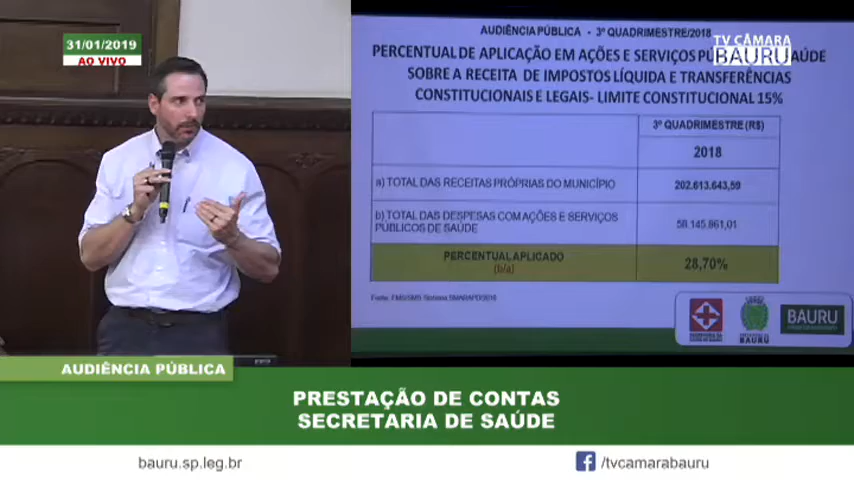 31/01/2019
AO VIVO
AUDIÊNCIA PÚBLICA - 3º QUADRIMESTRE/2018
TV CÂMARA
BAURU
PERCENTUAL DE APLICAÇÃO EM AÇÕES E SERVIÇOS
SOBRE A RECEITA DE IMPOSTOS LÍQUIDA E TRANSFERÊNCIAS
CONSTITUCIONAIS E LEGAIS- LIMITE CONSTITUCIONAL 15%
3º QUADRIMESTRE (R$)
2018
a) TOTAL DAS RECEITAS PRÓPRIAS DO MUNICÍPIO
202.613.643,59
b) TOTAL DAS DESPESAS COM AÇÕES E SERVIÇOS
PÚBLICOS DE SAÚDE
58.145.861,01
PERCENTUAL APLICADO
(b/a)
28,70%
BAURU
BAURU
AUDIÊNCIA PÚBLICA
PRESTAÇÃO DE CONTAS
SECRETARIA DE SAÚDE
bauru.sp.leg.br
/tvcamarabauru